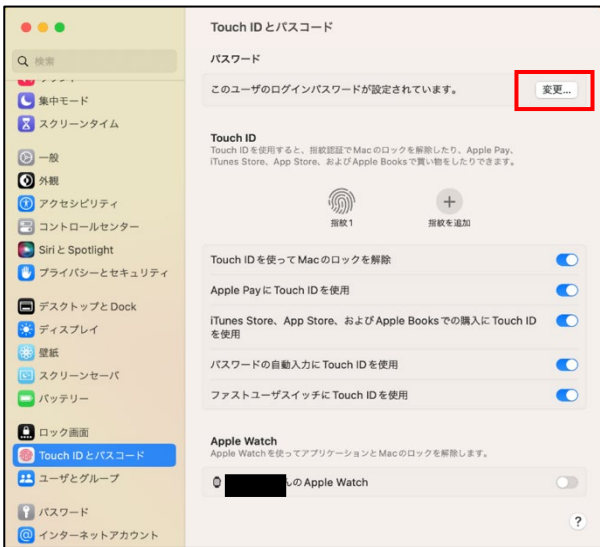 Touch IDとパスコード
検索
集中モード
スクリーンタイム
一般
外観
アクセシビリティ
コントロールセンター
SiriとSpotlight
プライバシーとセキュリティ
デスクトップとDock
ディスプレイ
壁紙
スクリーンセーバ
バッテリー
ロック画面
Touch IDとパスコード
ユーザとグループ
パスワード
インターネットアカウント
パスワード
このユーザのログインパスワードが設定されています。
変更...
Touch ID
Touch IDを使用すると、指紋認証でMacのロックを解除したり、Apple Pay、
iTunes Store、App Store、およびApple Booksで買い物をしたりできます。
指紋1
指紋を追加
Touch IDを使ってMacのロックを解除
Apple PayにTouch IDを使用
iTunes Store、App Store、およびApple Booksでの購入にTouch ID
を使用
パスワードの自動入力にTouch IDを使用
ファストユーザスイッチにTouch IDを使用
Apple Watch
Apple Watchを使ってアプリケーションとMacのロックを解除します。
んのApple Watch
?